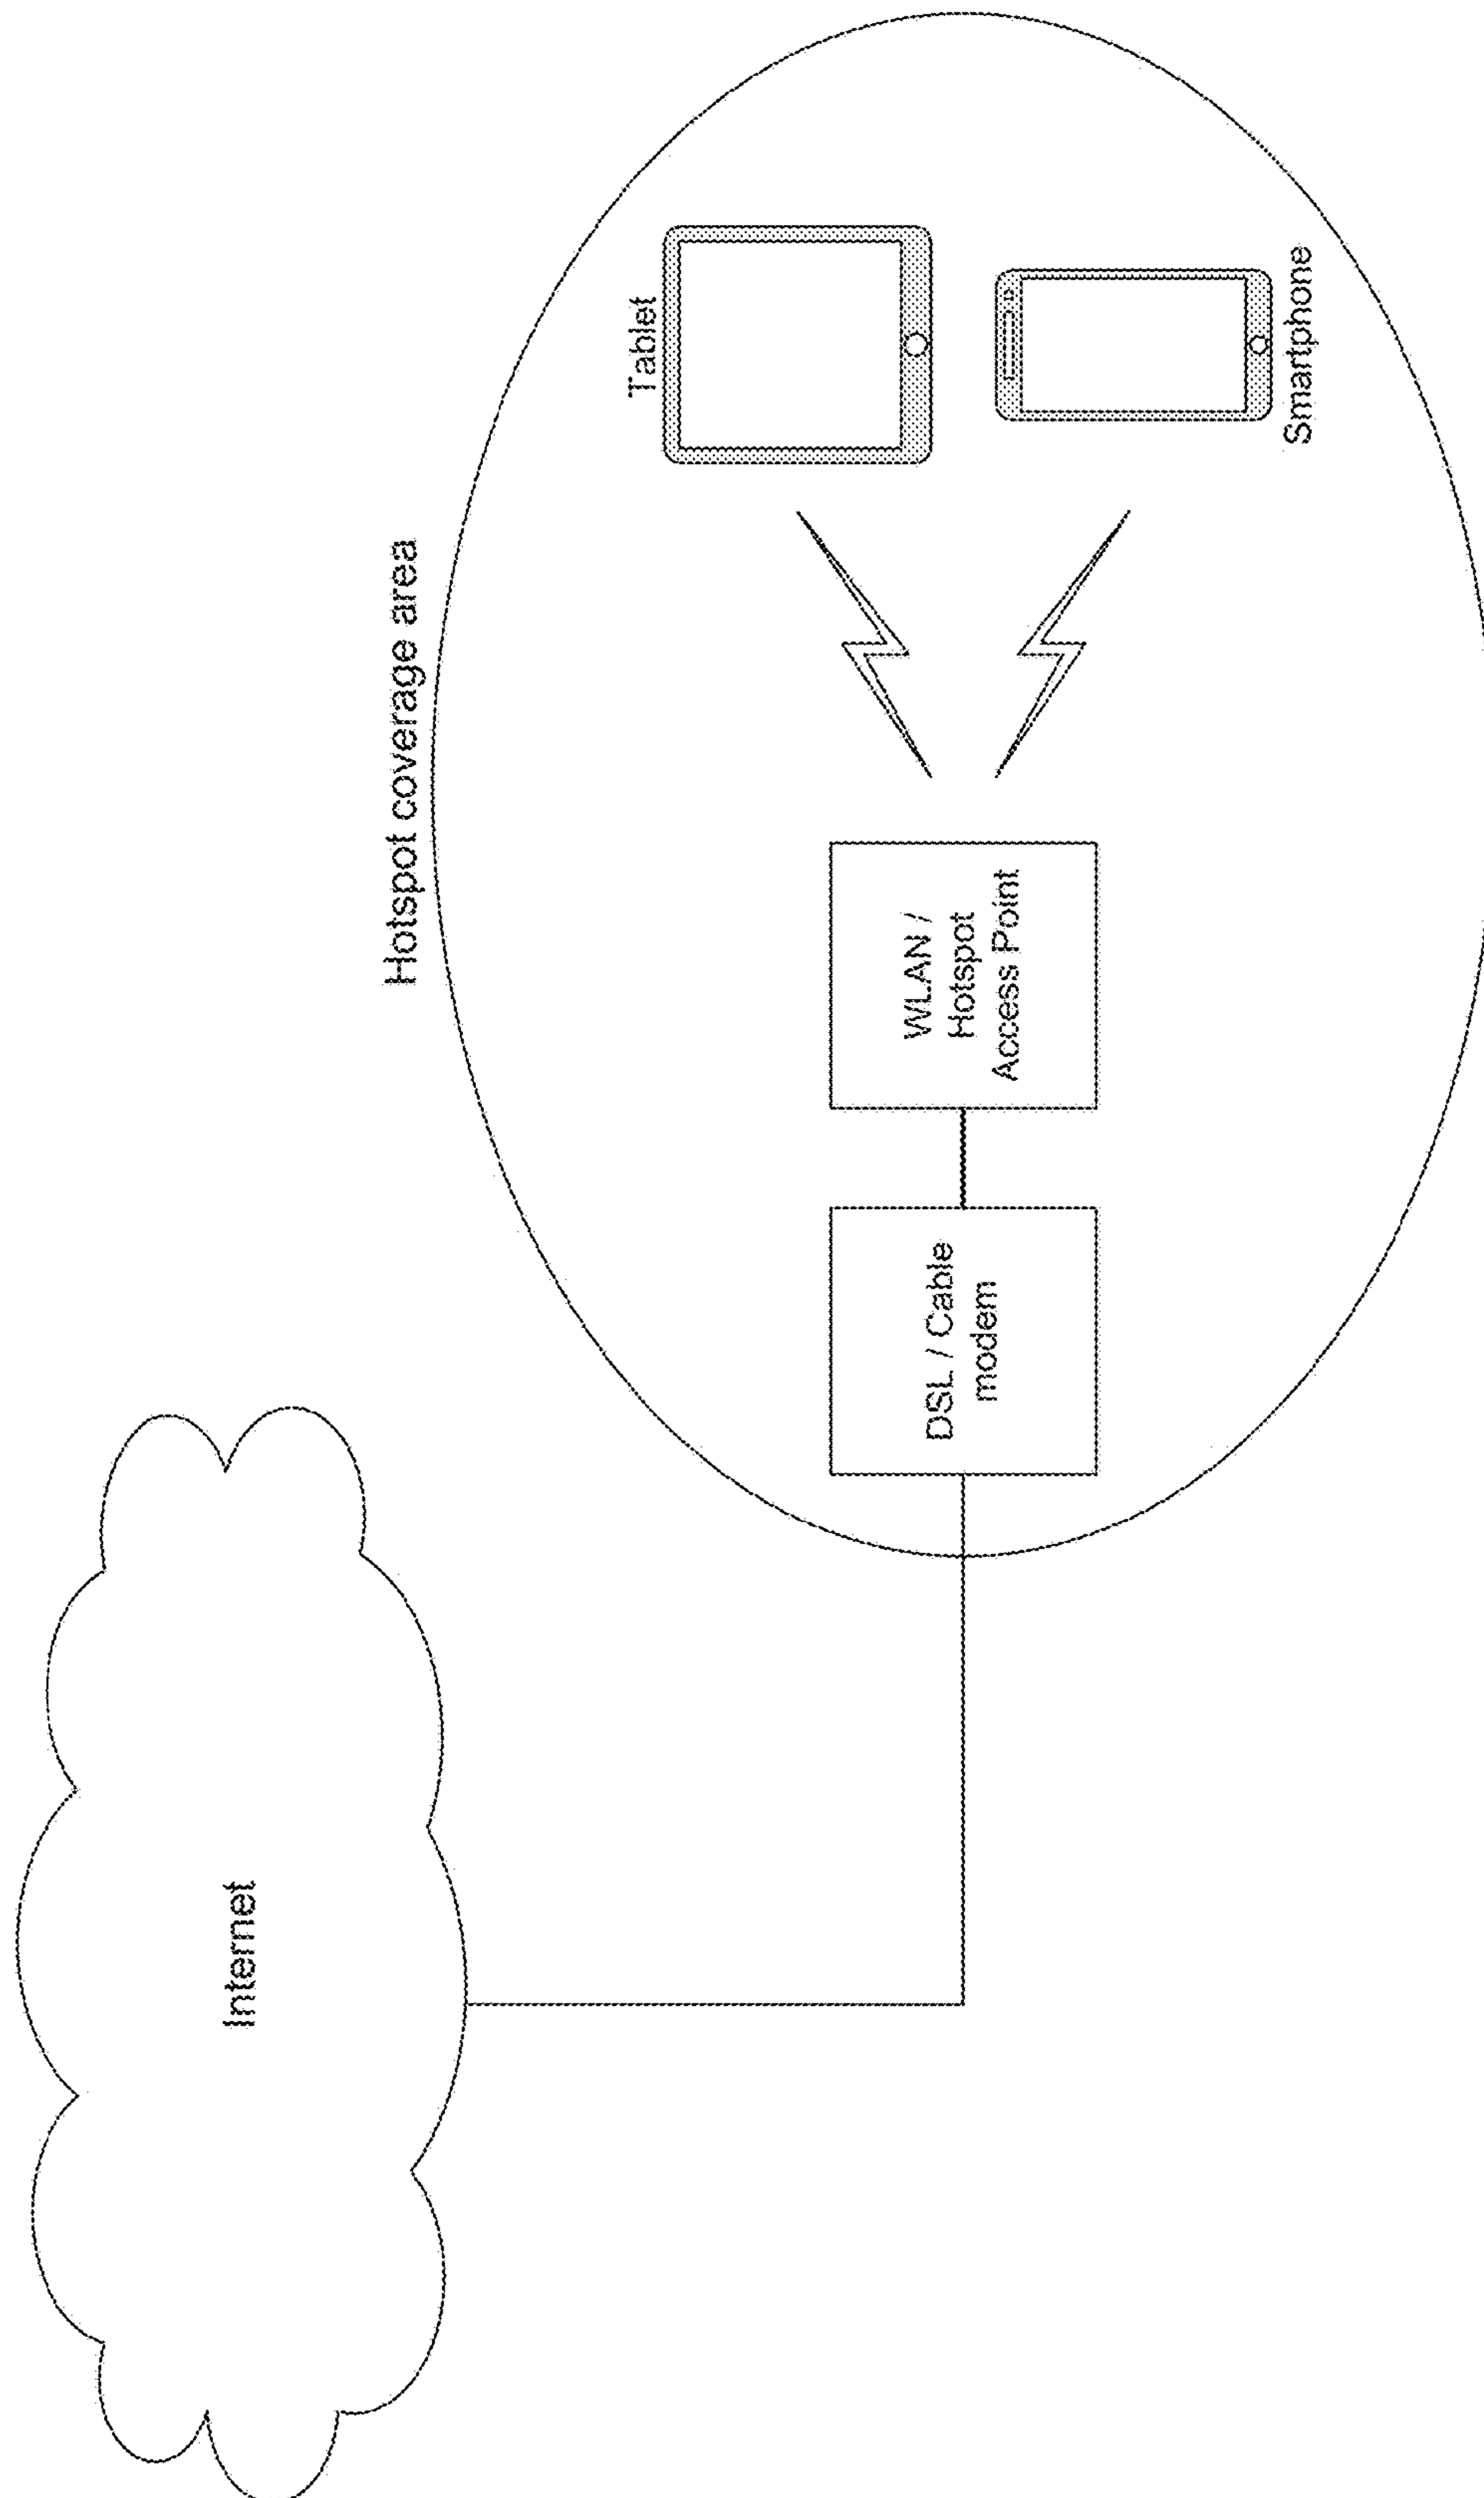 Internet
Hotspot coverage area
DSL / Cable
modem
WLAN /
Hotspot
Access Point
Tablet
Smartphone